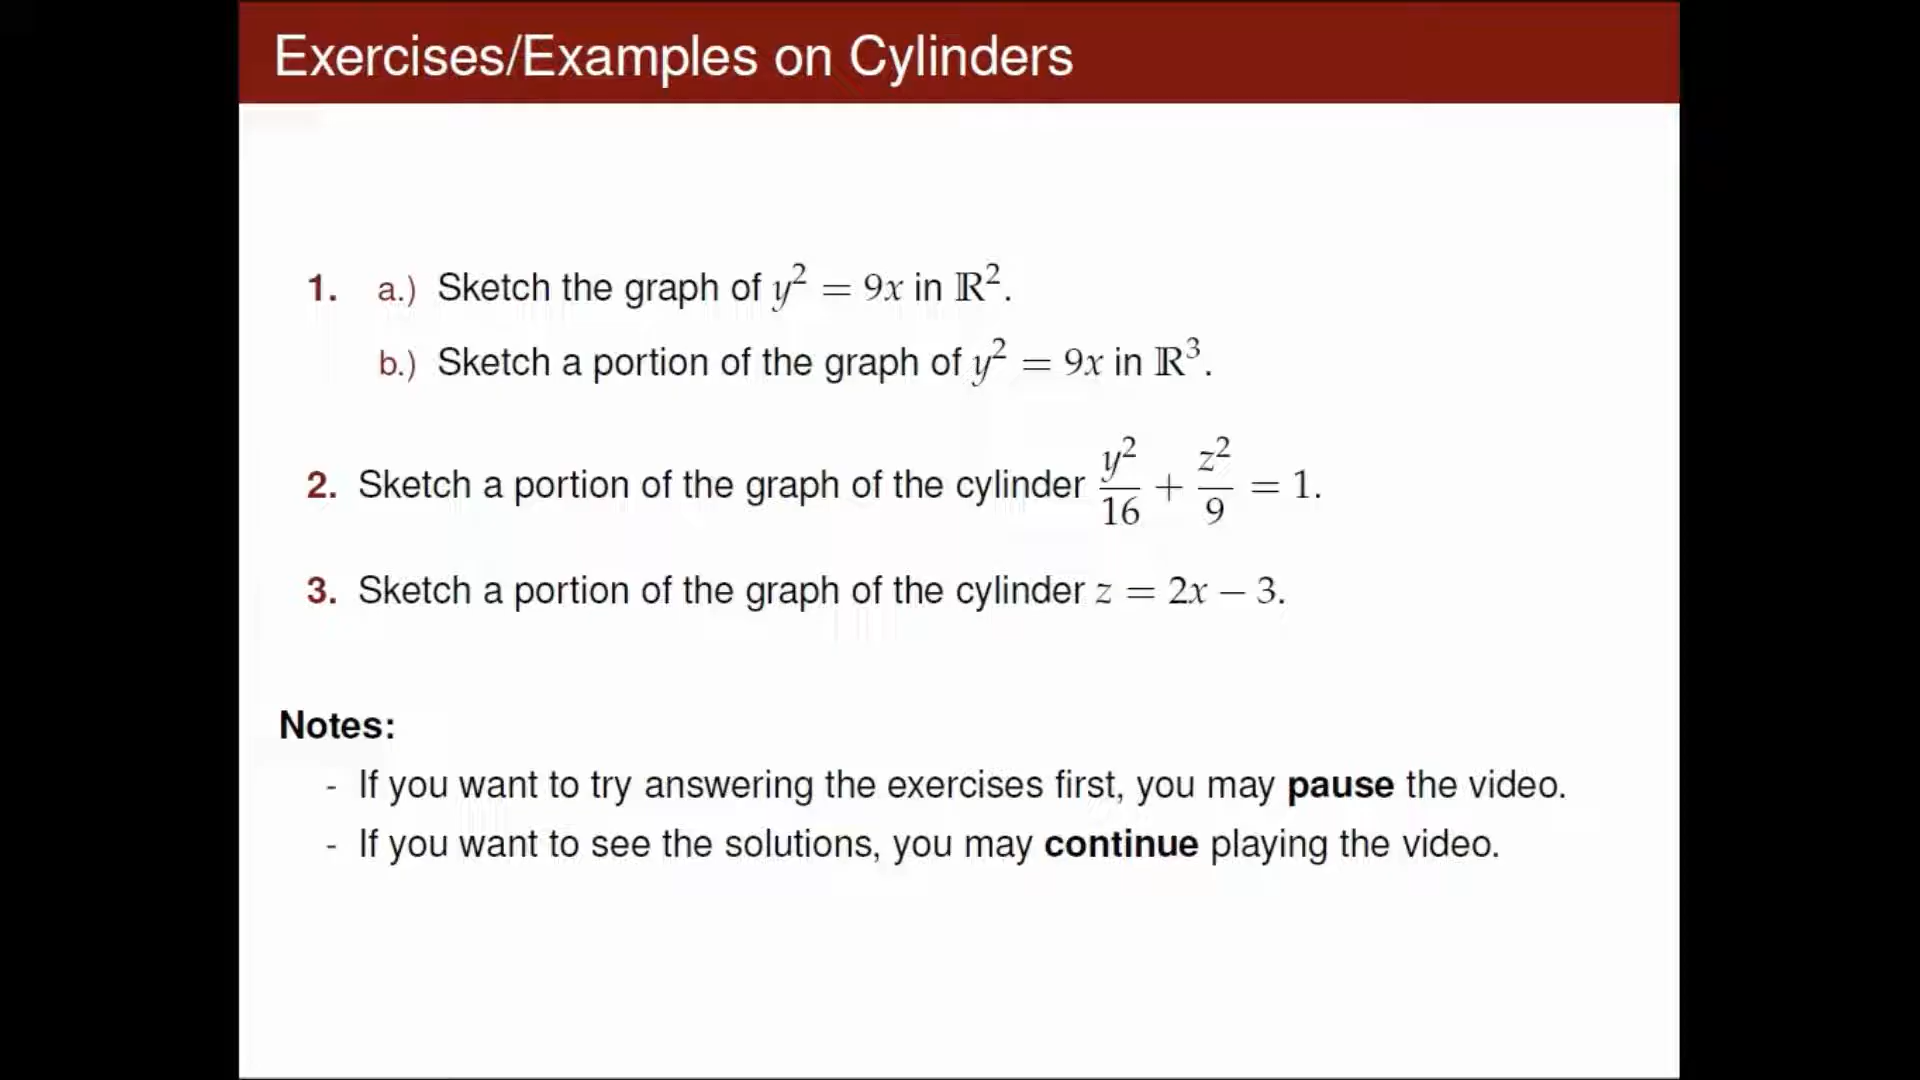 Exercises/Examples on Cylinders
1. a.) Sketch the graph of y² = 9x in ℝ².
b.) Sketch a portion of the graph of y² = 9x in ℝ³.
2. Sketch a portion of the graph of the cylinder y²/16 + z²/9 = 1.
3. Sketch a portion of the graph of the cylinder z = 2x − 3.
Notes:
- If you want to try answering the exercises first, you may pause the video.
- If you want to see the solutions, you may continue playing the video.